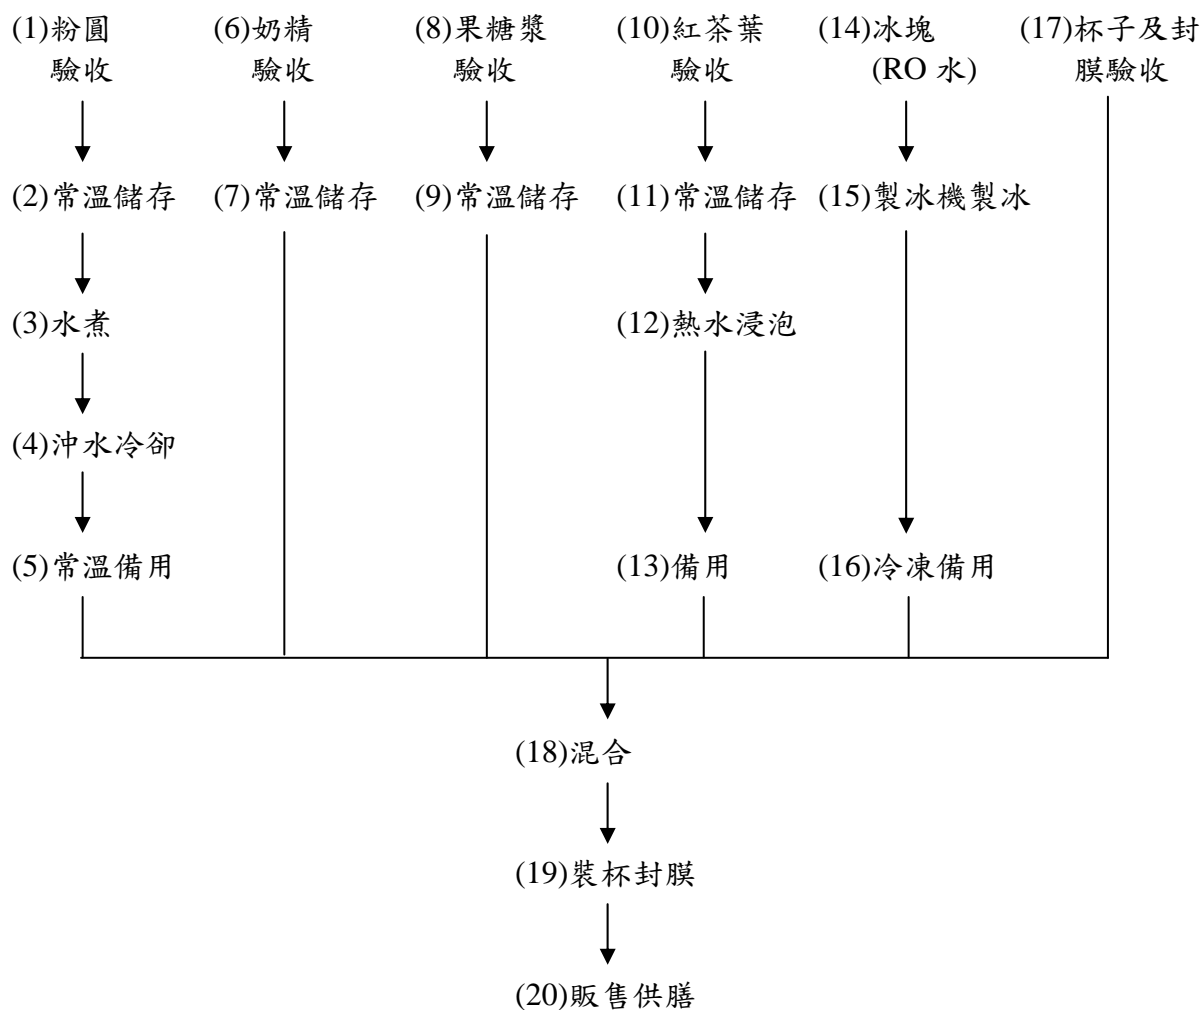 (1)粉圓 (6)奶精 (8)果糖漿 (10)紅茶葉 (14)冰塊 (17)杯子及封
驗收 驗收 驗收 驗收 (RO 水) 膜驗收
(2)常溫儲存 (7)常溫儲存 (9)常溫儲存 (11)常溫儲存 (15)製冰機製冰
(3)水煮 (12)熱水浸泡
(4)沖水冷卻
(5)常溫備用 (13)備用 (16)冷凍備用
(18)混合
(19)裝杯封膜
(20)販售供膳